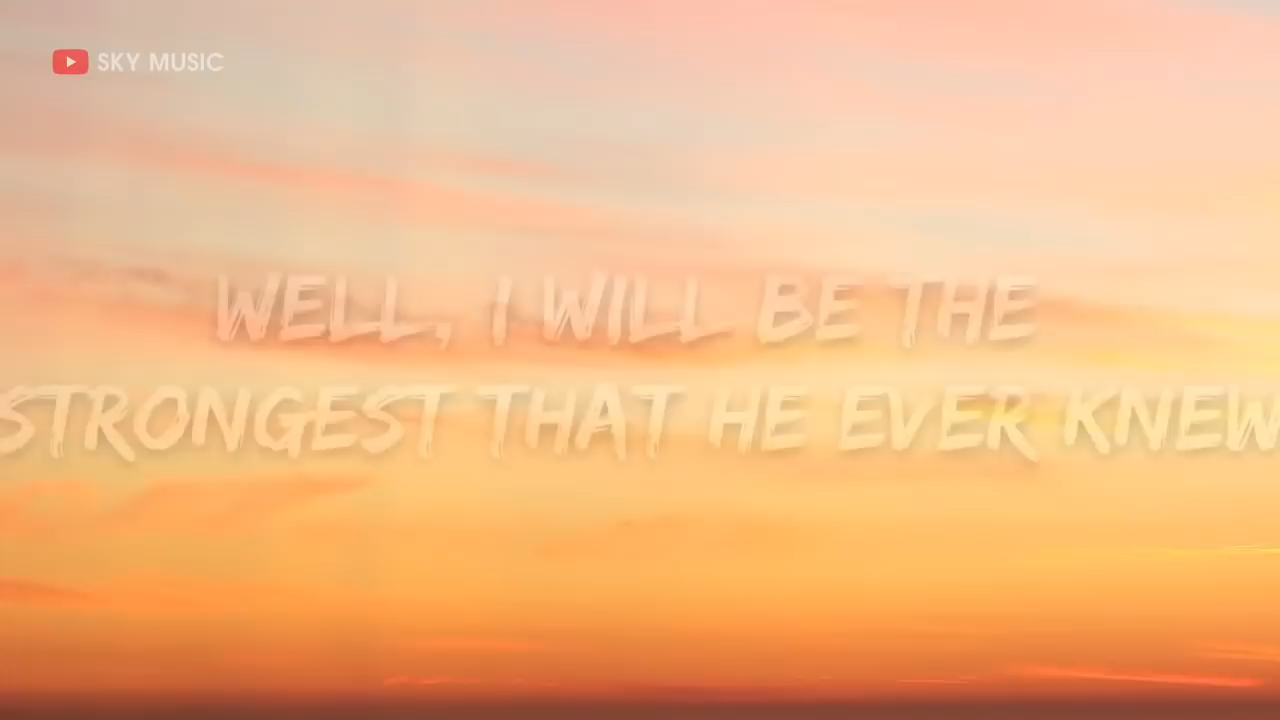 SKY MUSIC
WELL, I WILL BE THE
STRONGEST THAT HE EVER KNEW